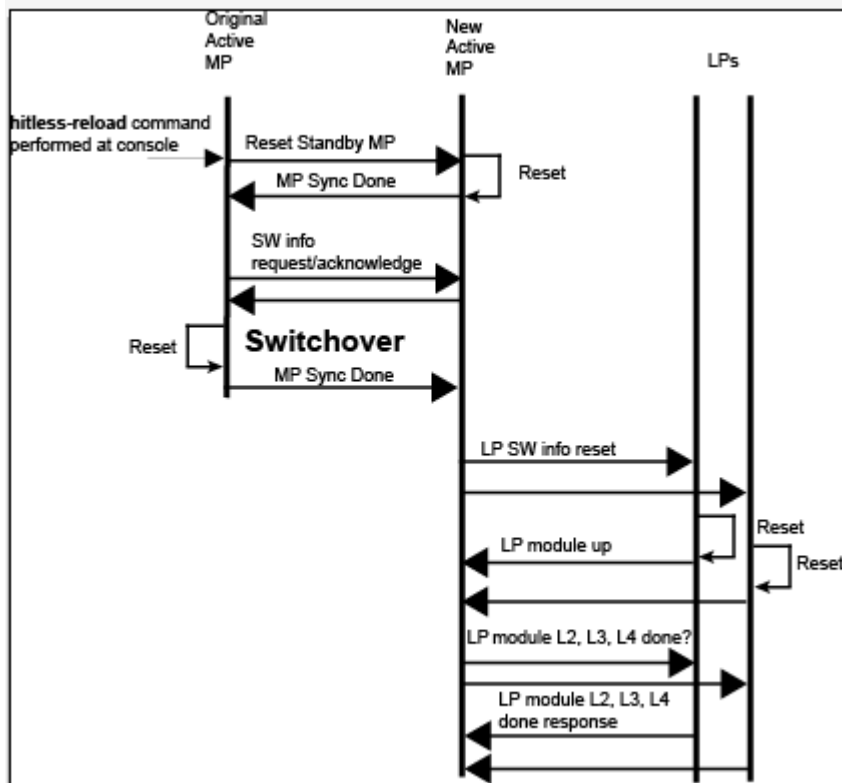 Original
Active
MP
New
Active
MP
LPs
hitless-reload command
performed at console
Reset Standby MP
Reset
MP Sync Done
SW info
request/acknowledge
Reset
Switchover
MP Sync Done
LP SW info reset
Reset
LP module up
Reset
LP module L2, L3, L4 done?
LP module L2, L3, L4
done response